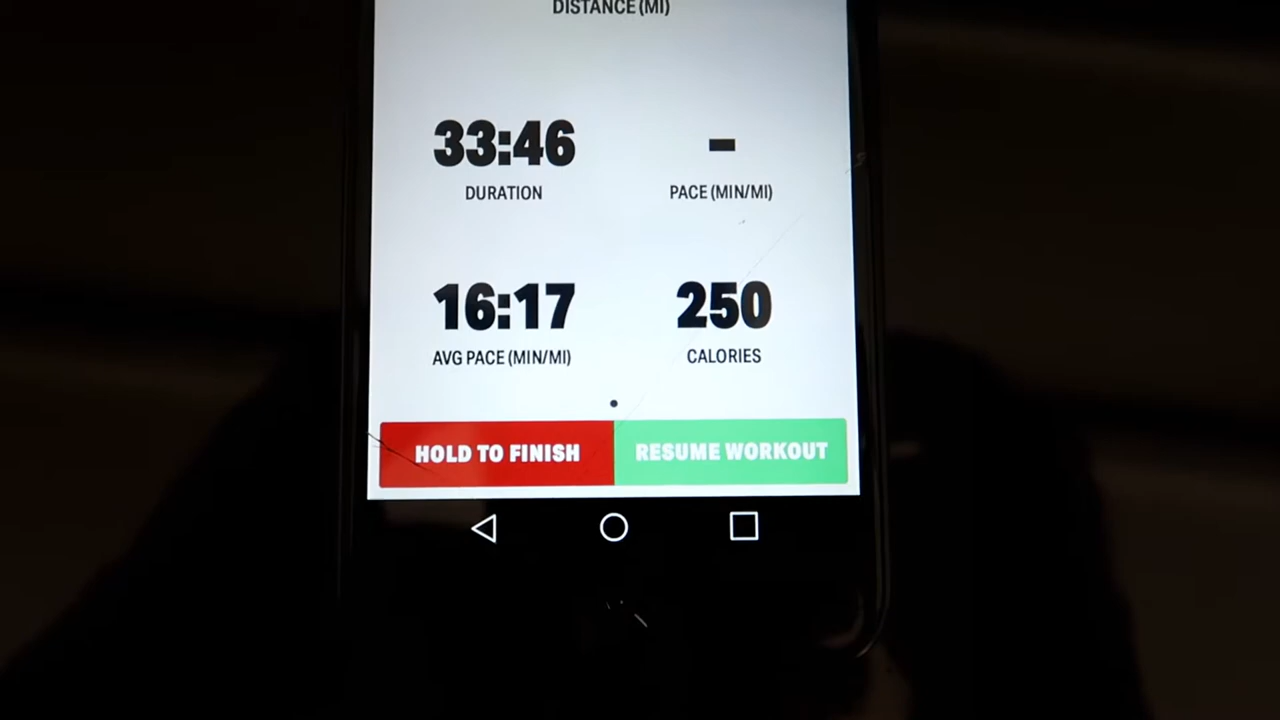 DISTANCE (MI)
33:46 -
DURATION PACE (MIN/MI)
16:17 250
AVG PACE (MIN/MI) CALORIES
HOLD TO FINISH RESUME WORKOUT